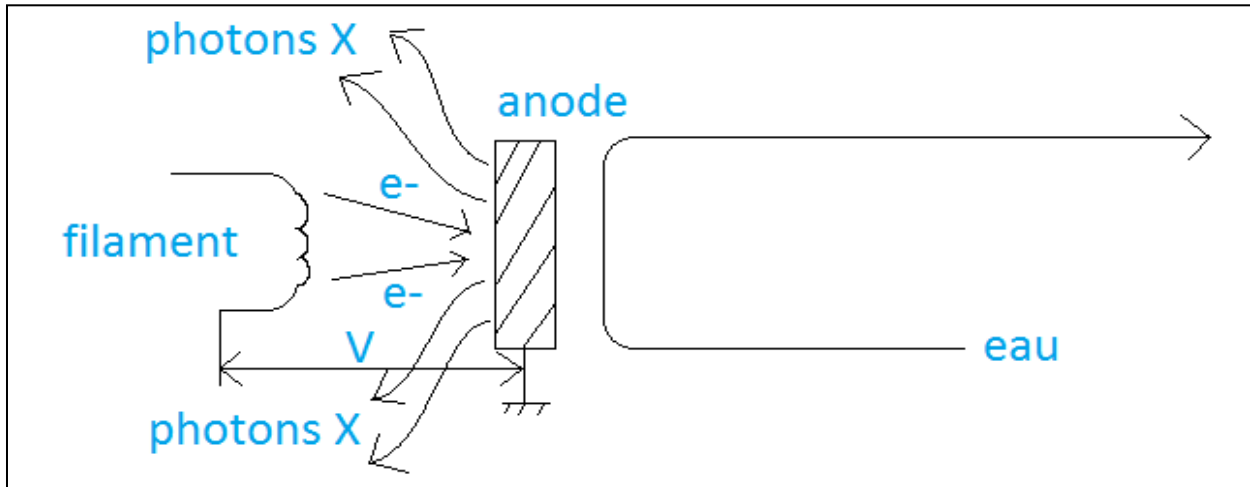 photons X
anode
e-
filament
e-
V
eau
photons X